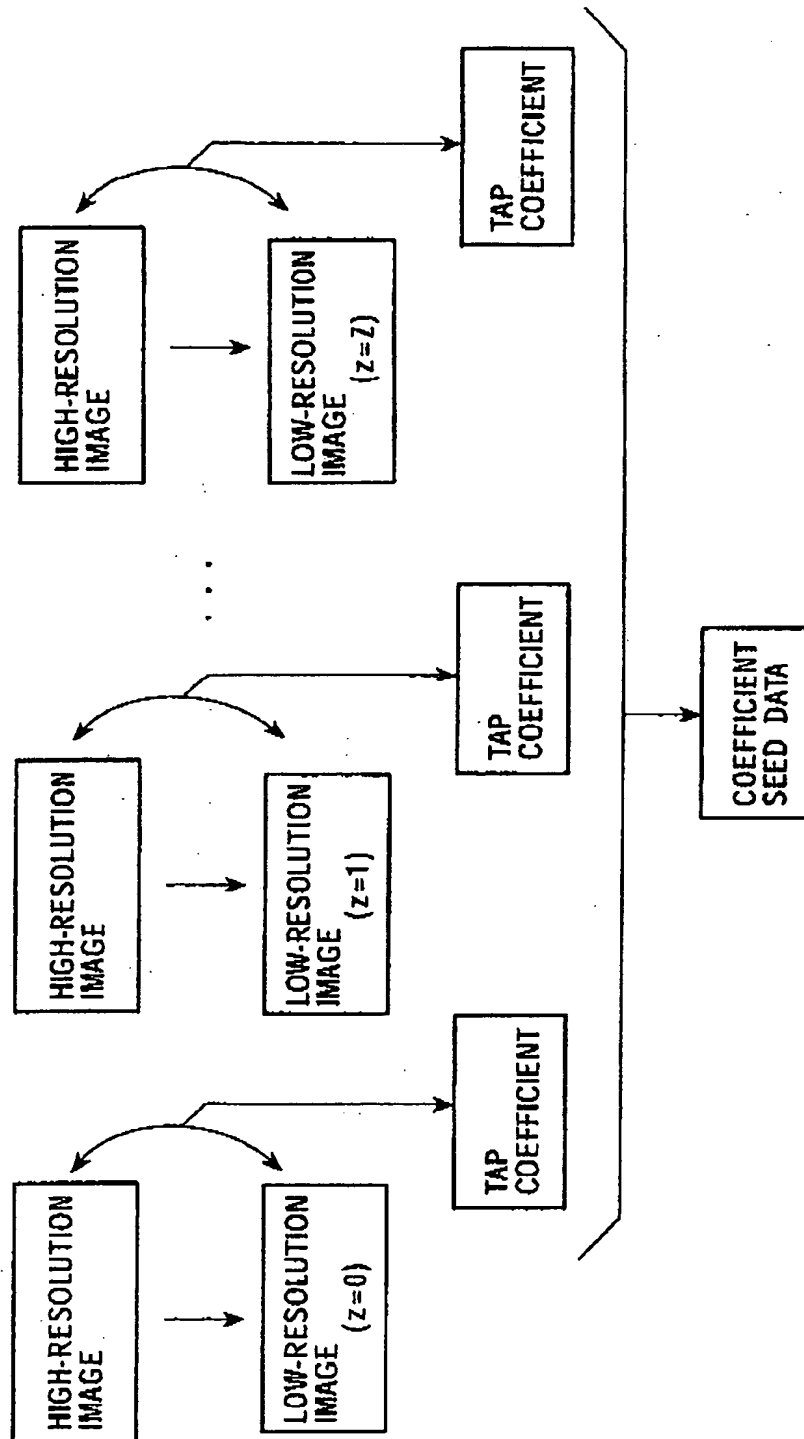 HIGH-RESOLUTION
IMAGE
LOW-RESOLUTION
IMAGE
(z=0)
TAP
COEFFICIENT
HIGH-RESOLUTION
IMAGE
LOW-RESOLUTION
IMAGE
(z=1)
TAP
COEFFICIENT
. . .
HIGH-RESOLUTION
IMAGE
LOW-RESOLUTION
IMAGE
(z=Z)
TAP
COEFFICIENT
COEFFICIENT
SEED DATA